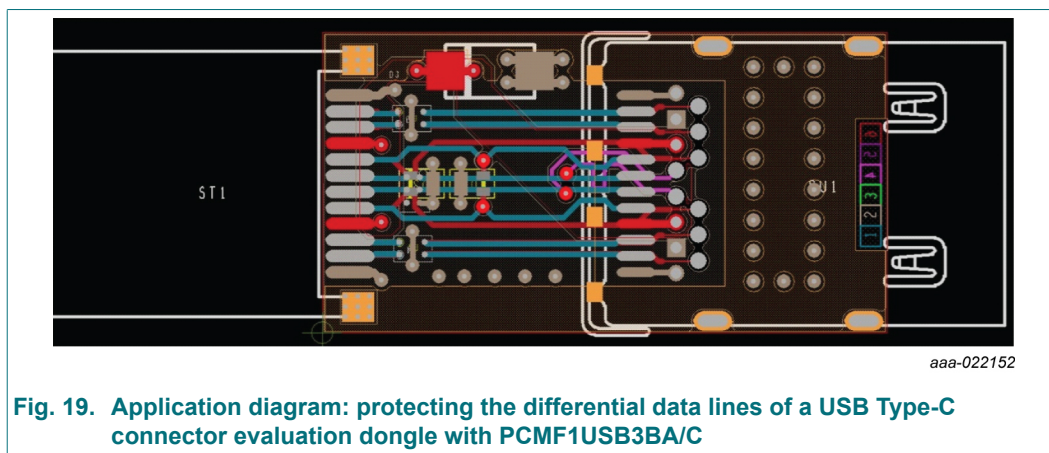 D3
ST1
BU1
1 2 3 4 5 6
aaa-022152
Fig. 19. Application diagram: protecting the differential data lines of a USB Type-C
connector evaluation dongle with PCMF1USB3BA/C